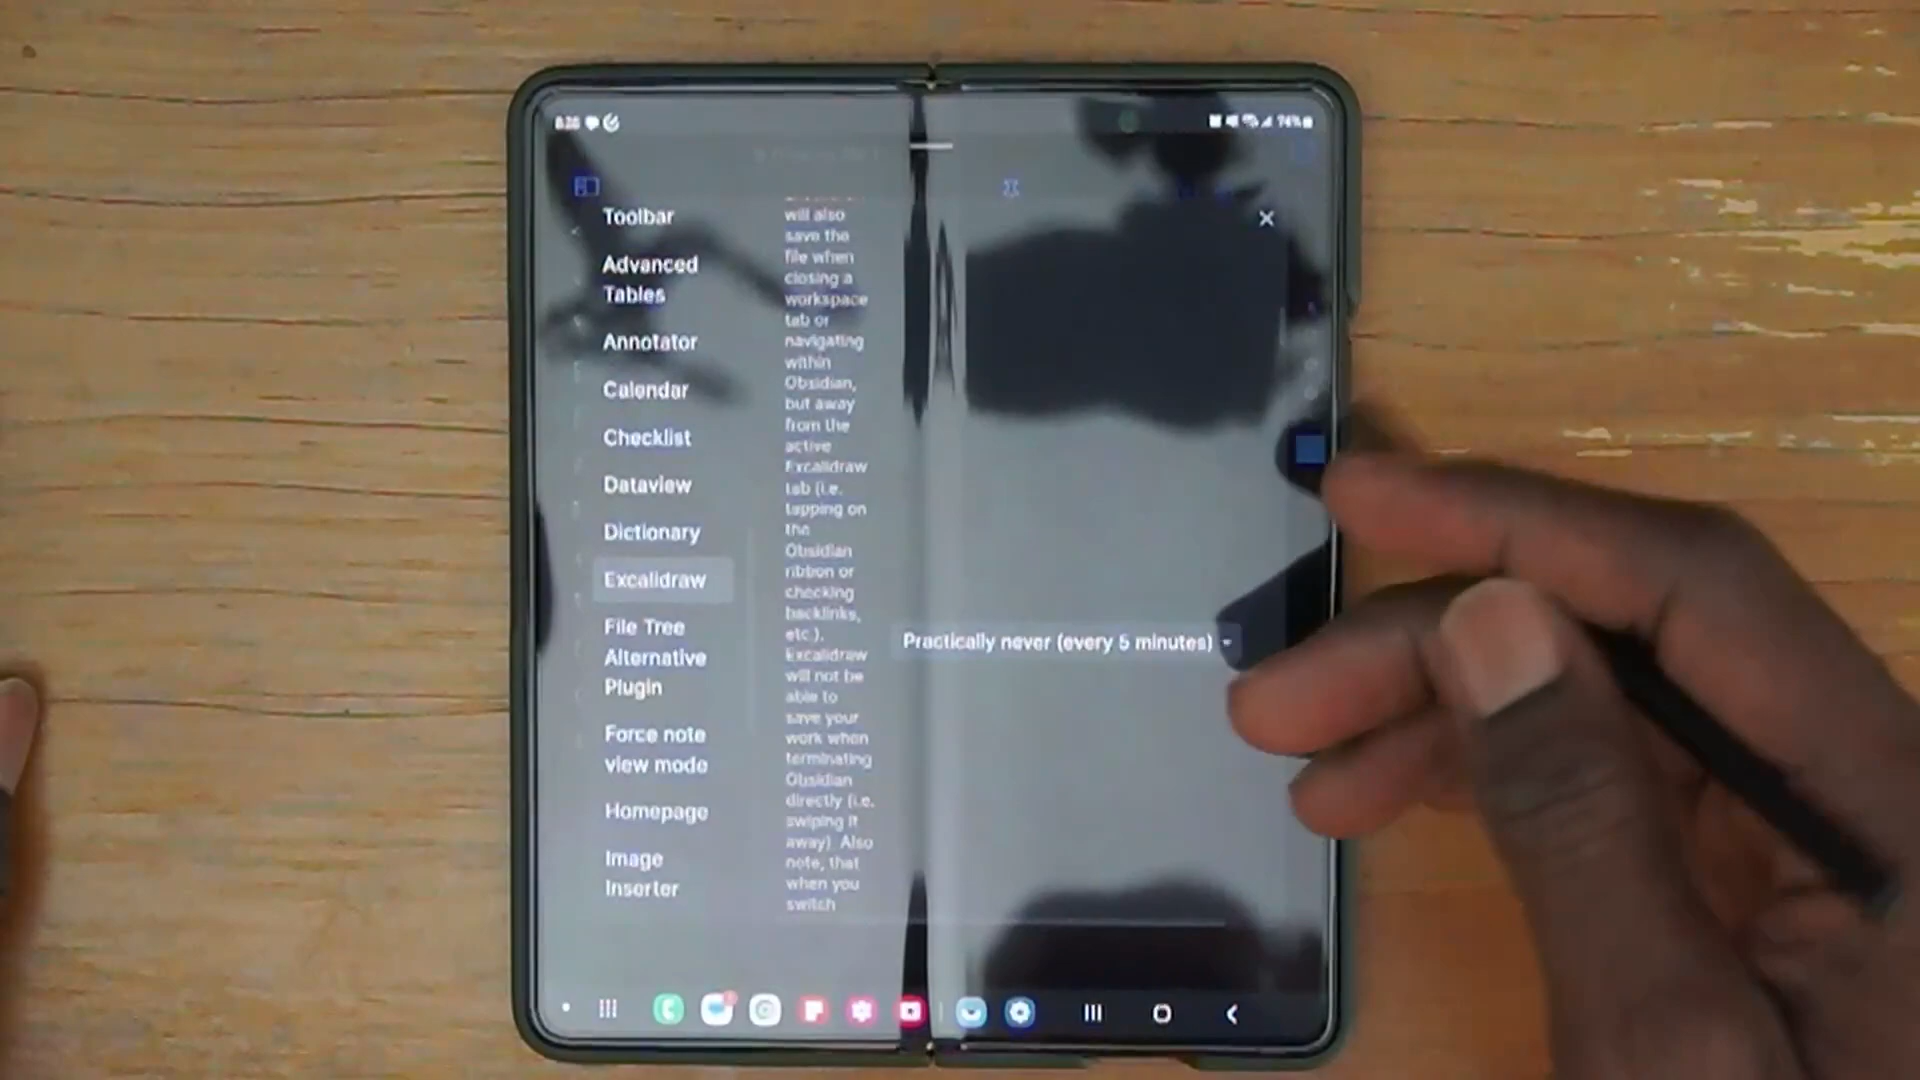 74%
Toolbar
Advanced
Tables
Annotator
Calendar
Checklist
Dataview
Dictionary
Excalidraw
File Tree
Alternative
Plugin
Force note
view mode
Homepage
Image
Inserter
will also
save the
file when
closing a
workspace
tab or
navigating
within
Obsidian,
but away
from the
active
Excalidraw
tab (i.e.
tapping on
the
Obsidian
ribbon or
checking
backlinks,
etc.).
Excalidraw
will not be
able to
save your
work when
terminating
Obsidian
directly (i.e.
swiping it
away). Also
note, that
when you
switch
Practically never (every 5 minutes)